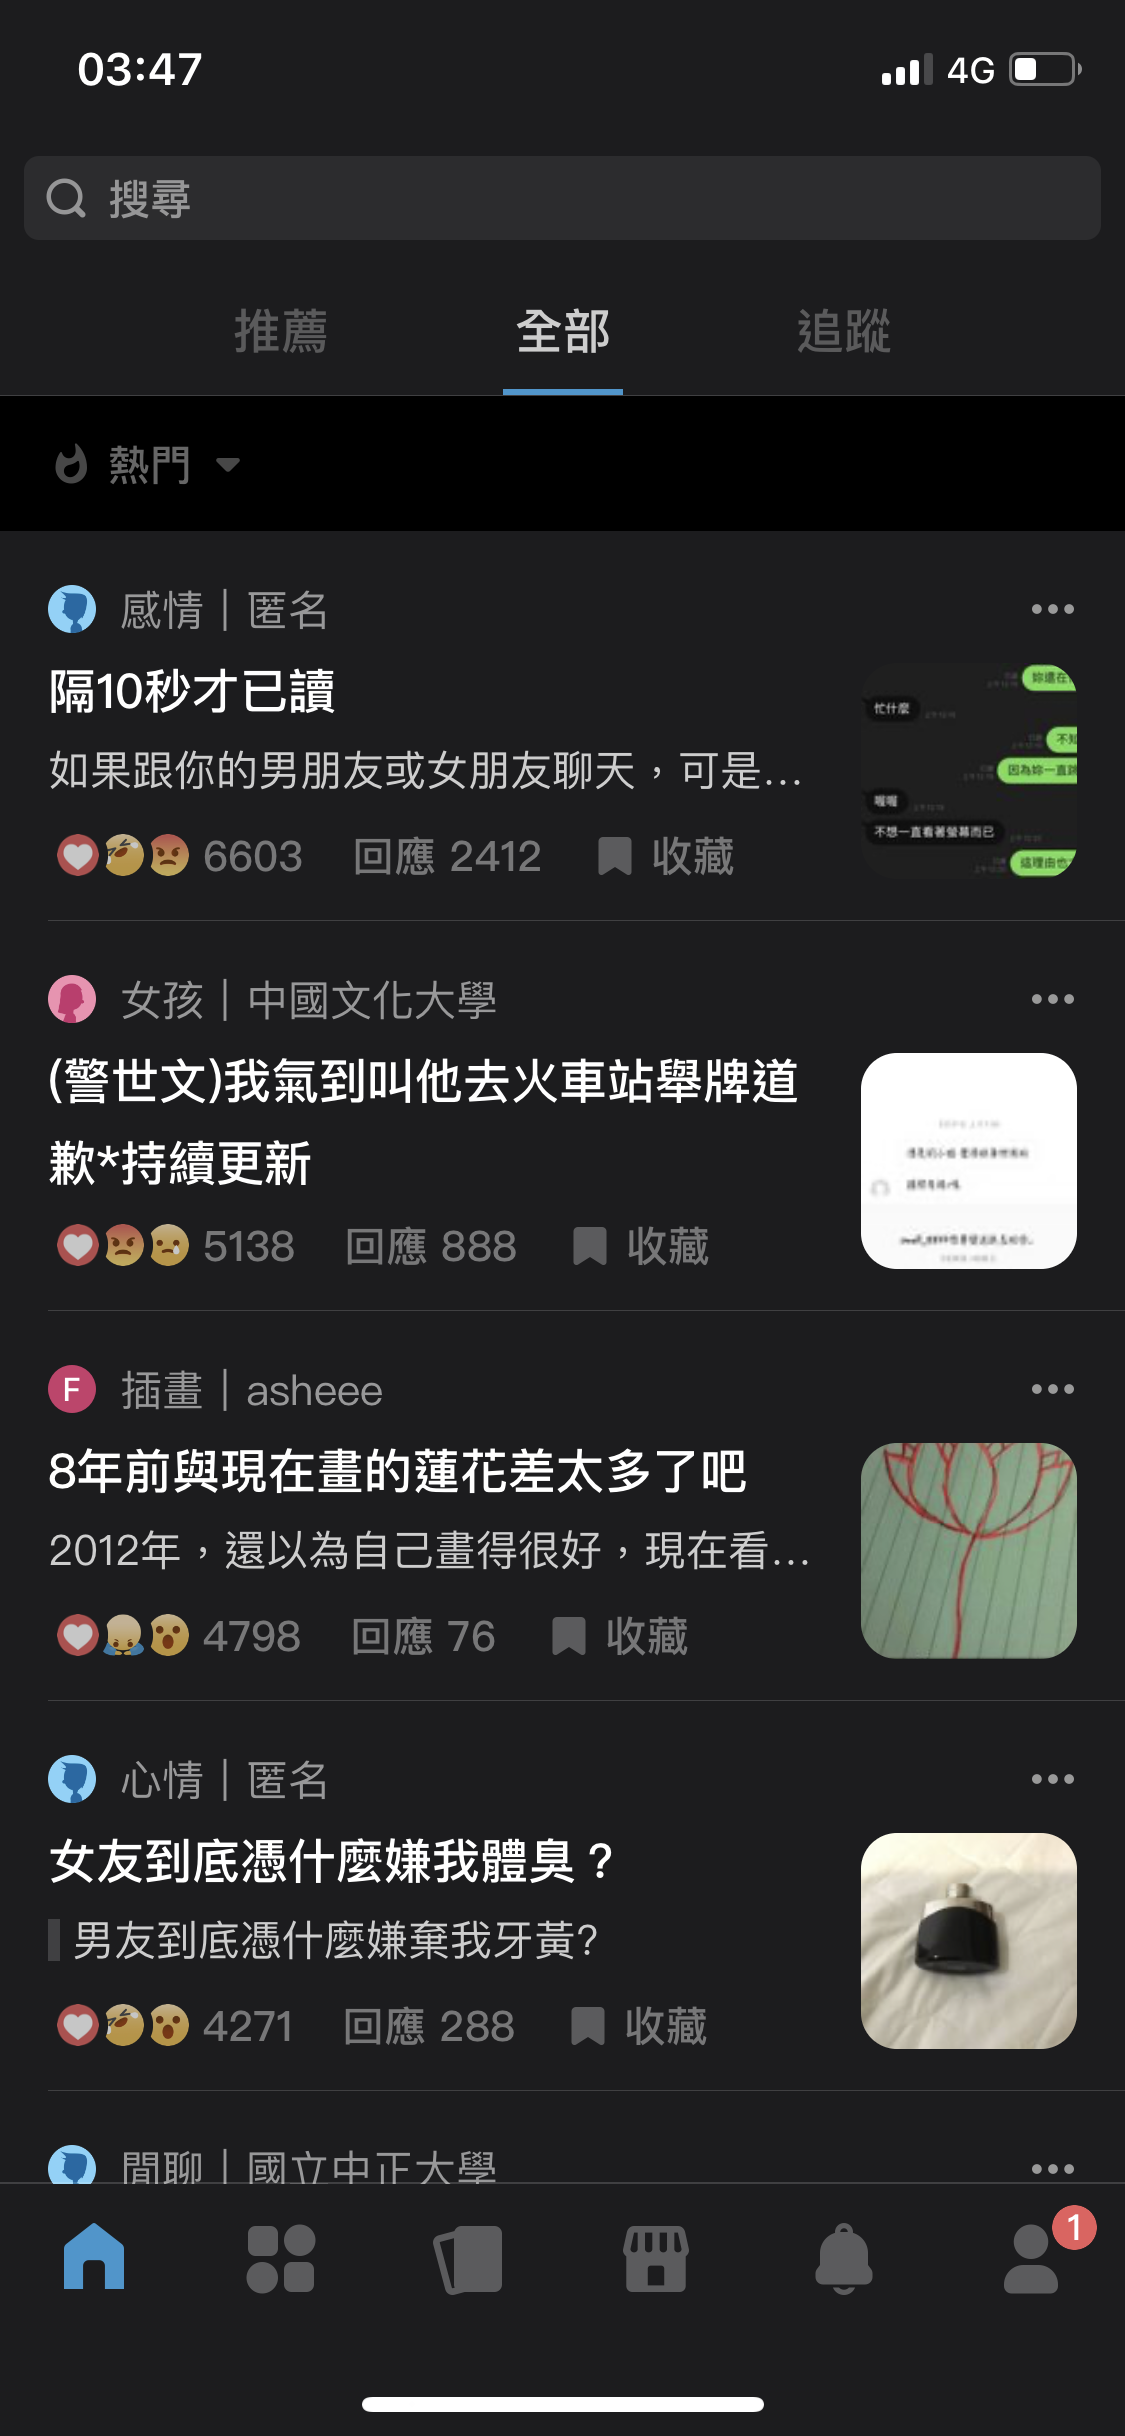 03:47
4G
搜尋
推薦 全部 追蹤
熱門
感情｜匿名
隔10秒才已讀
如果跟你的男朋友或女朋友聊天，可是...
忙什麼
因為妳一直跳
喔喔
不想一直看著螢幕而已
這理由也
6603 回應 2412 收藏
女孩｜中國文化大學
(警世文)我氣到叫他去火車站舉牌道
歉*持續更新
5138 回應 888 收藏
F 插畫｜asheee
8年前與現在畫的蓮花差太多了吧
2012年，還以為自己畫得很好，現在看...
4798 回應 76 收藏
心情｜匿名
女友到底憑什麼嫌我體臭？
男友到底憑什麼嫌棄我牙黃?
4271 回應 288 收藏
閒聊｜國立中正大學
1